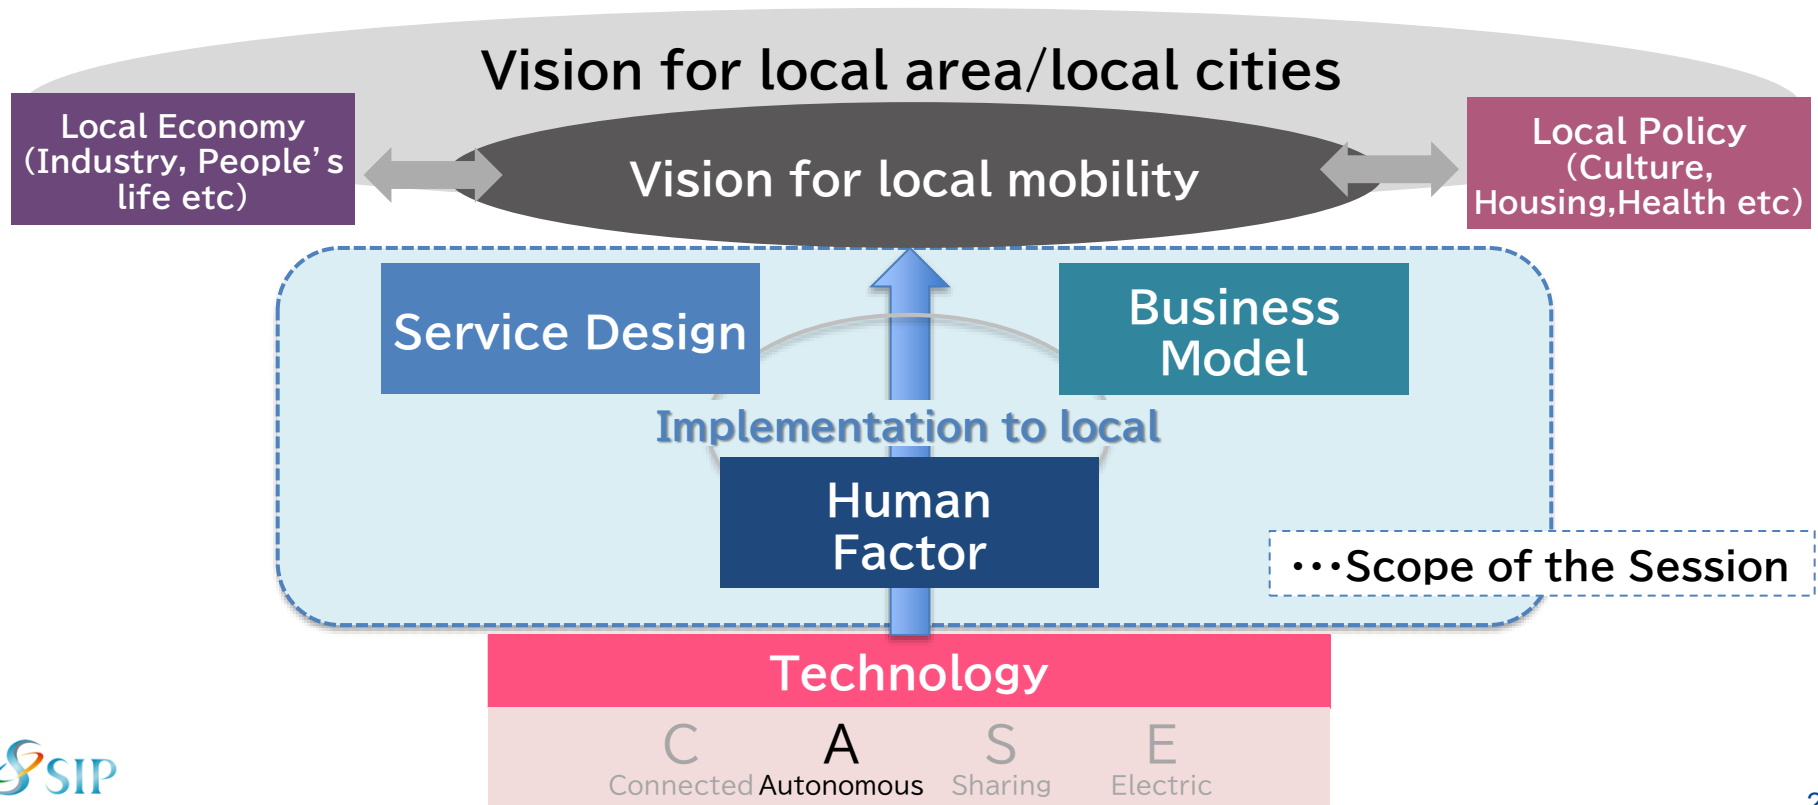 Vision for local area/local cities
Local Economy
(Industry, People's
life etc)
Vision for local mobility
Local Policy
(Culture,
Housing,Health etc)
Service Design
Business
Model
Implementation to local
Human
Factor
···Scope of the Session
Technology
C A S E
Connected Autonomous Sharing Electric
SIP